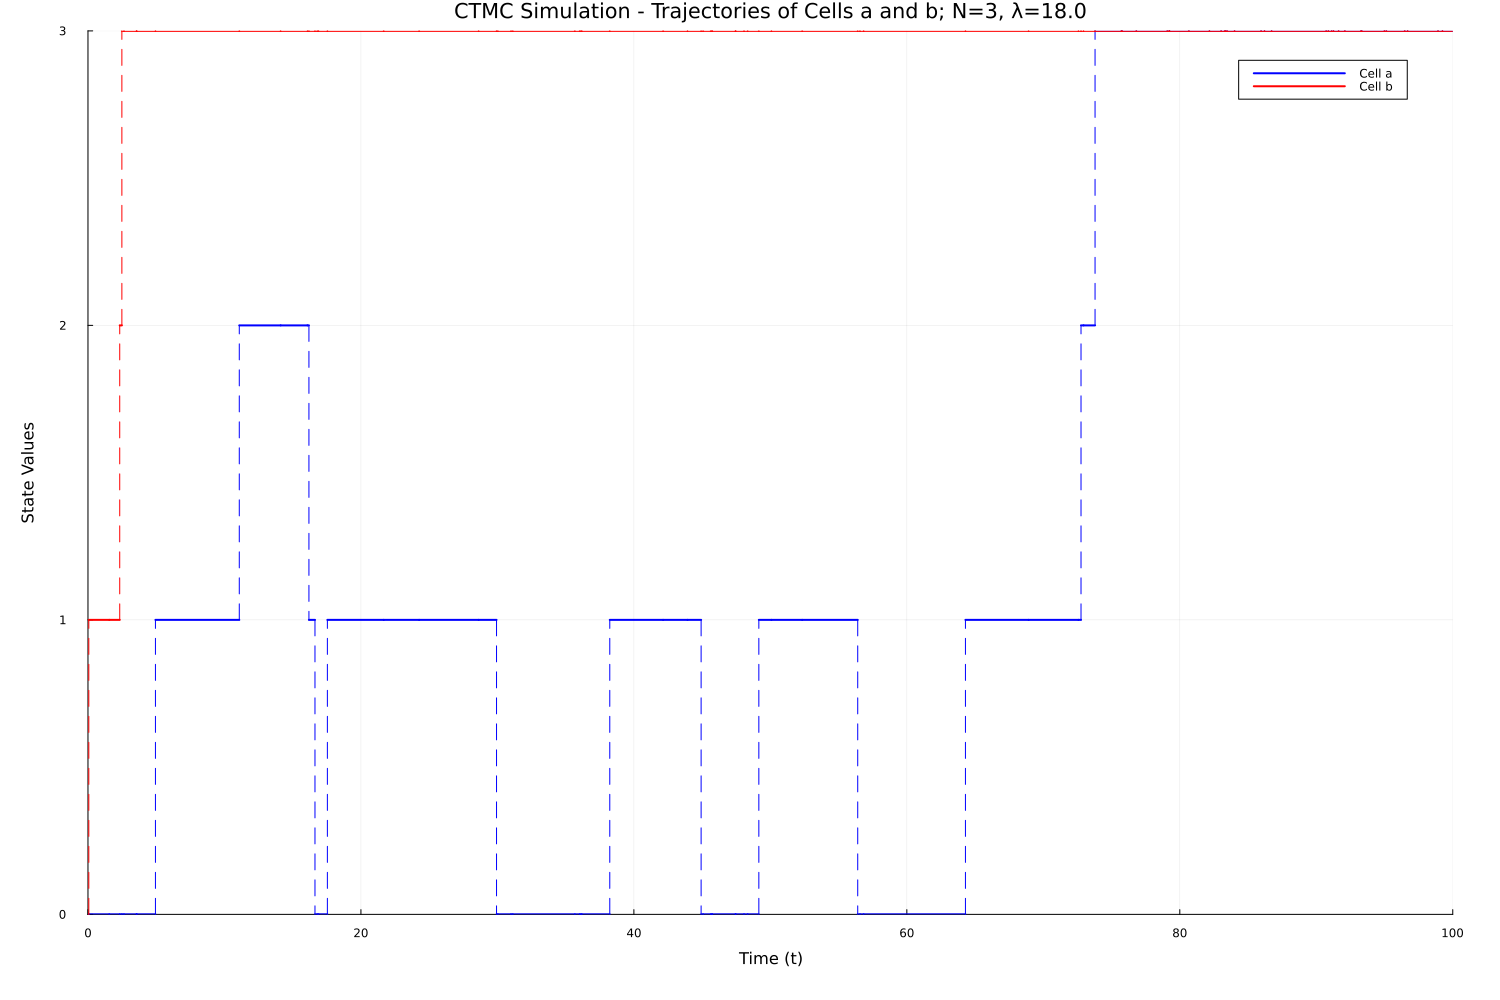 CTMC Simulation - Trajectories of Cells a and b; N=3, λ=18.0
3
Cell a
Cell b
2
State Values
1
0
0 20 40 60 80 100
Time (t)